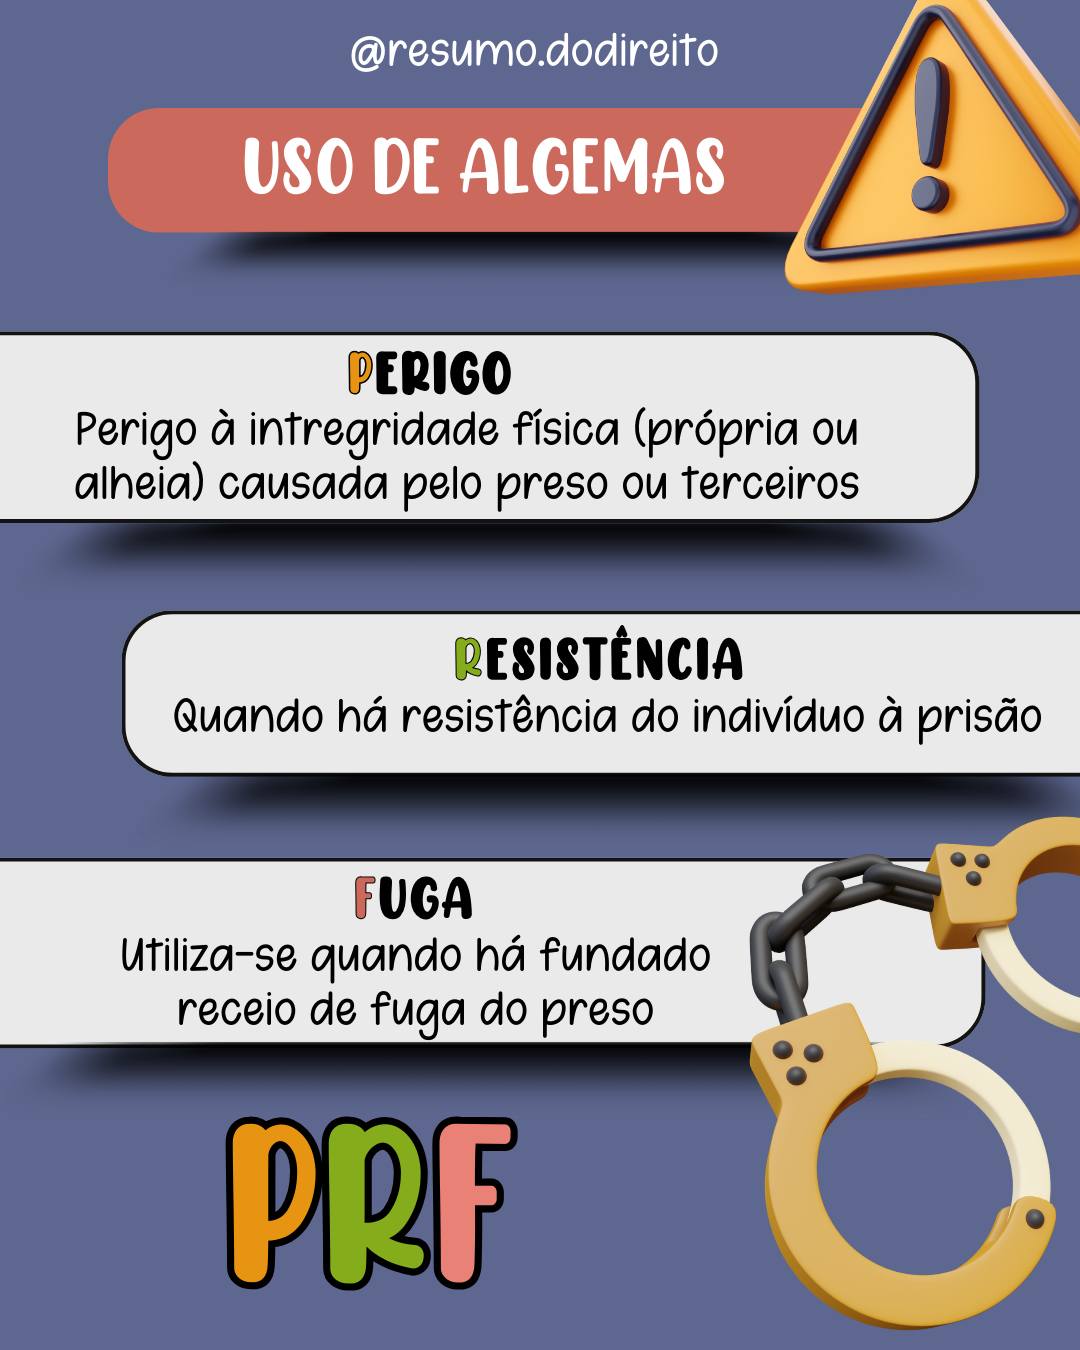 @resumo.dodireito
USO DE ALGEMAS
PERIGO
Perigo à intregridade física (própria ou
alheia) causada pelo preso ou terceiros
RESISTÊNCIA
Quando há resistência do indivíduo à prisão
FUGA
Utiliza-se quando há fundado
receio de fuga do preso
PRF